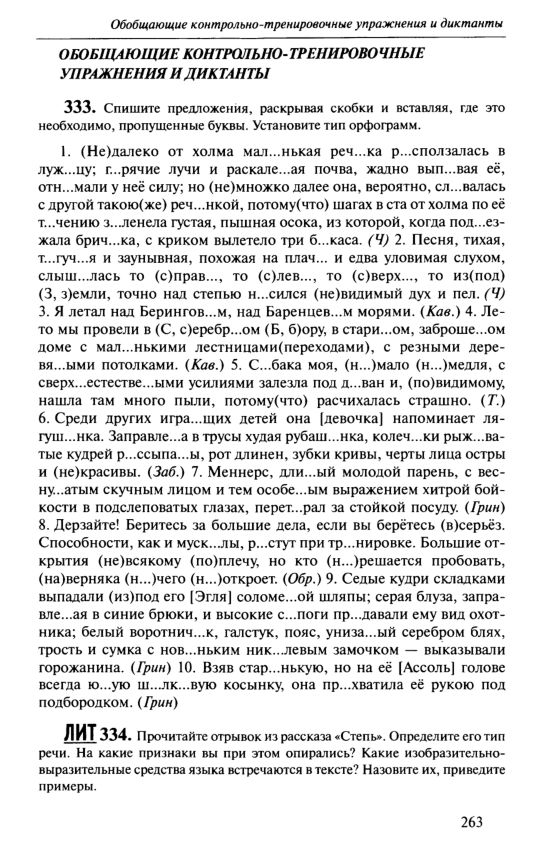 Обобщающие контрольно-тренировочные упражнения и диктанты
ОБОБЩАЮЩИЕ КОНТРОЛЬНО-ТРЕНИРОВОЧНЫЕ
УПРАЖНЕНИЯ И ДИКТАНТЫ
333. Спишите предложения, раскрывая скобки и вставляя, где это
необходимо, пропущенные буквы. Установите тип орфограмм.
1. (Не)далеко от холма мал...нькая реч...ка р...сползалась в
луж...цу; г...рячие лучи и раскале...ая почва, жадно вып...вая её,
отн...мали у неё силу; но (не)множко далее она, вероятно, сл...валась
с другой такою(же) реч...нкой, потому(что) шагах в ста от холма по её
т...чению з...ленела густая, пышная осока, из которой, когда под...ез-
жала брич...ка, с криком вылетело три б...каса. (Ч) 2. Песня, тихая,
т...гуч...я и заунывная, похожая на плач... и едва уловимая слухом,
слыш...лась то (с)прав..., то (с)лев..., то (с)верх..., то из(под)
(З, з)емли, точно над степью н...сился (не)видимый дух и пел. (Ч)
3. Я летал над Берингов...м, над Баренцев...м морями. (Кав.) 4. Ле-
то мы провели в (С, с)еребр...ом (Б, б)ору, в стари...ом, заброше...ом
доме с мал...нькими лестницами(переходами), с резными дере-
вя...ыми потолками. (Кав.) 5. С...бака моя, (н...)мало (н...)медля, с
сверх...естестве...ыми усилиями залезла под д...ван и, (по)видимому,
нашла там много пыли, потому(что) расчихалась страшно. (Т.)
6. Среди других игра...щих детей она [девочка] напоминает ля-
гуш...нка. Заправле...а в трусы худая рубаш...нка, колеч...ки рыж...ва-
тые кудрей р...ссыпа...ы, рот длинен, зубки кривы, черты лица остры
и (не)красивы. (Заб.) 7. Меннерс, дли...ый молодой парень, с вес-
ну...атым скучным лицом и тем особе...ым выражением хитрой бой-
кости в подслеповатых глазах, перет...рал за стойкой посуду. (Грин)
8. Дерзайте! Беритесь за большие дела, если вы берётесь (в)серьёз.
Способности, как и муск...лы, р...стут при тр...нировке. Большие от-
крытия (не)всякому (по)плечу, но кто (н...)решается пробовать,
(на)верняка (н...)чего (н...)откроет. (Обр.) 9. Седые кудри складками
выпадали (из)под его [Эгля] соломе...ой шляпы; серая блуза, запра-
вле...ая в синие брюки, и высокие с...поги пр...давали ему вид охот-
ника; белый воротнич...к, галстук, пояс, униза...ый серебром блях,
трость и сумка с нов...ньким ник...левым замочком — выказывали
горожанина. (Грин) 10. Взяв стар...нькую, но на её [Ассоль] голове
всегда ю...ую ш...лк...вую косынку, она пр...хватила её рукою под
подбородком. (Грин)
ЛИТ 334. Прочитайте отрывок из рассказа «Степь». Определите его тип
речи. На какие признаки вы при этом опирались? Какие изобразительно-
выразительные средства языка встречаются в тексте? Назовите их, приведите
примеры.
263